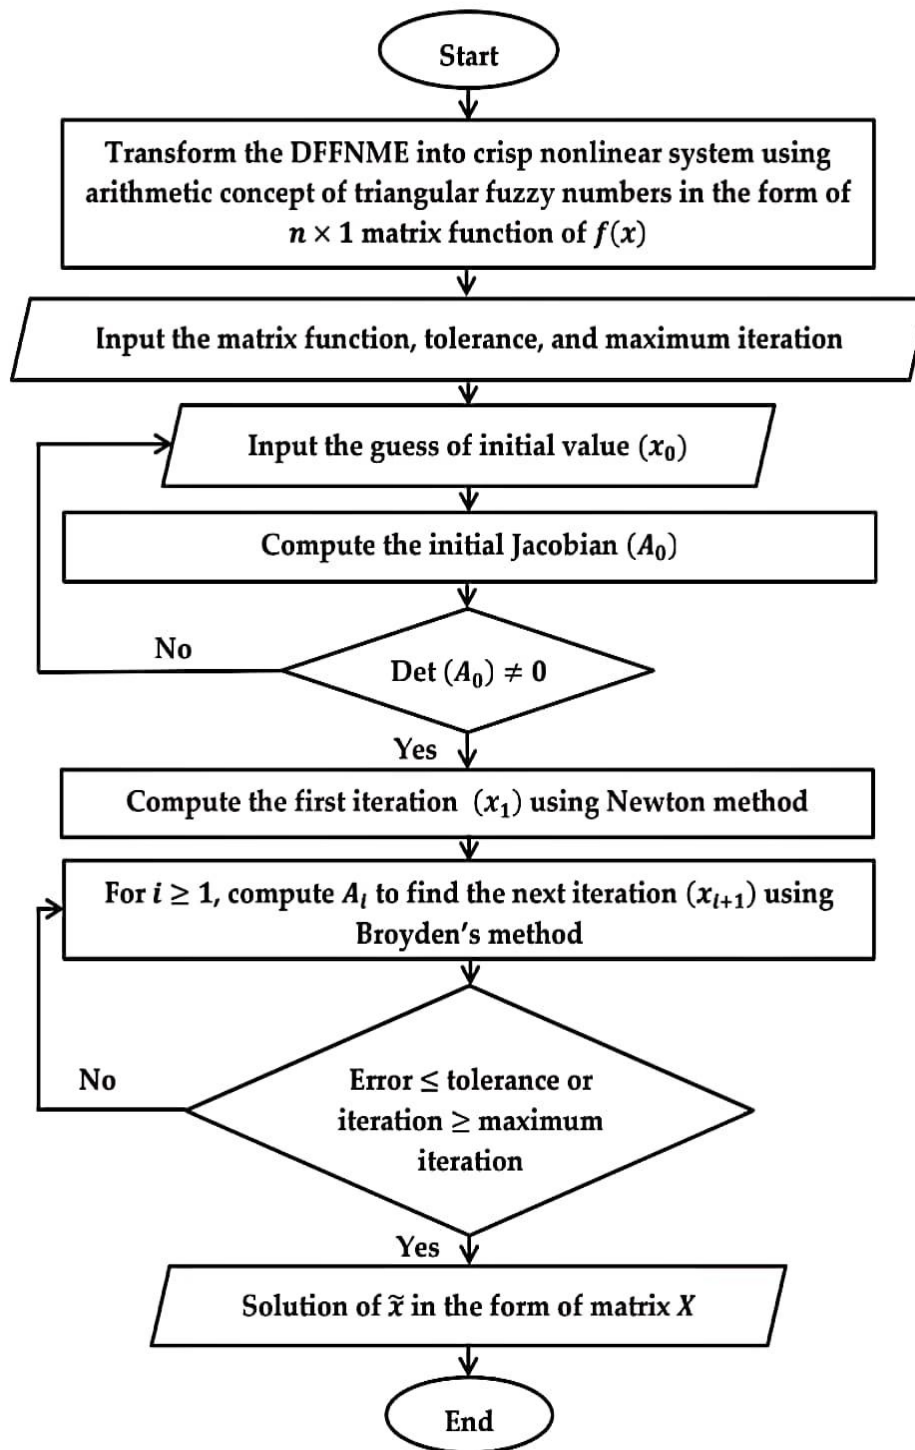 Start
Transform the DFFNME into crisp nonlinear system using
arithmetic concept of triangular fuzzy numbers in the form of
n × 1 matrix function of f(x)
Input the matrix function, tolerance, and maximum iteration
Input the guess of initial value (x₀)
Compute the initial Jacobian (A₀)
No
Det (A₀) ≠ 0
Yes
Compute the first iteration (x₁) using Newton method
For i ≥ 1, compute Aᵢ to find the next iteration (xᵢ₊₁) using
Broyden's method
No
Error ≤ tolerance or
iteration ≥ maximum
iteration
Yes
Solution of x̃ in the form of matrix X
End